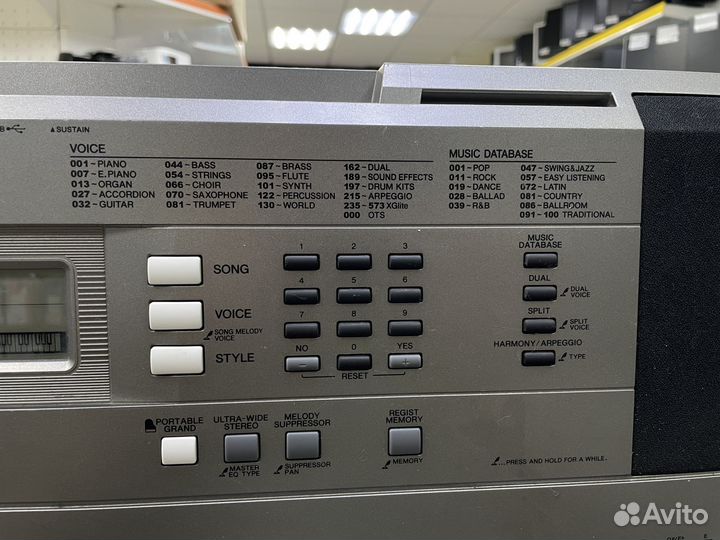 B
▲SUSTAIN
VOICE
001~PIANO 044~BASS 087~BRASS 162~DUAL
007~E.PIANO 054~STRINGS 095~FLUTE 189~SOUND EFFECTS
013~ORGAN 066~CHOIR 101~SYNTH 197~DRUM KITS
027~ACCORDION 070~SAXOPHONE 122~PERCUSSION 215~ARPEGGIO
032~GUITAR 081~TRUMPET 130~WORLD 235~573 XGlite
000 OTS
MUSIC DATABASE
001~POP 047~SWING&JAZZ
011~ROCK 057~EASY LISTENING
019~DANCE 072~LATIN
028~BALLAD 081~COUNTRY
039~R&B 086~BALLROOM
091~100 TRADITIONAL
SONG
VOICE
SONG MELODY
VOICE
STYLE
1 2 3
4 5 6
7 8 9
NO 0 YES
− +
RESET
MUSIC
DATABASE
DUAL
DUAL
VOICE
SPLIT
SPLIT
VOICE
HARMONY/ARPEGGIO
TYPE
PORTABLE
GRAND
ULTRA-WIDE
STEREO
MASTER
EQ TYPE
MELODY
SUPPRESSOR
SUPPRESSOR
PAN
REGIST
MEMORY
MEMORY
...PRESS AND HOLD FOR A WHILE.
Avito